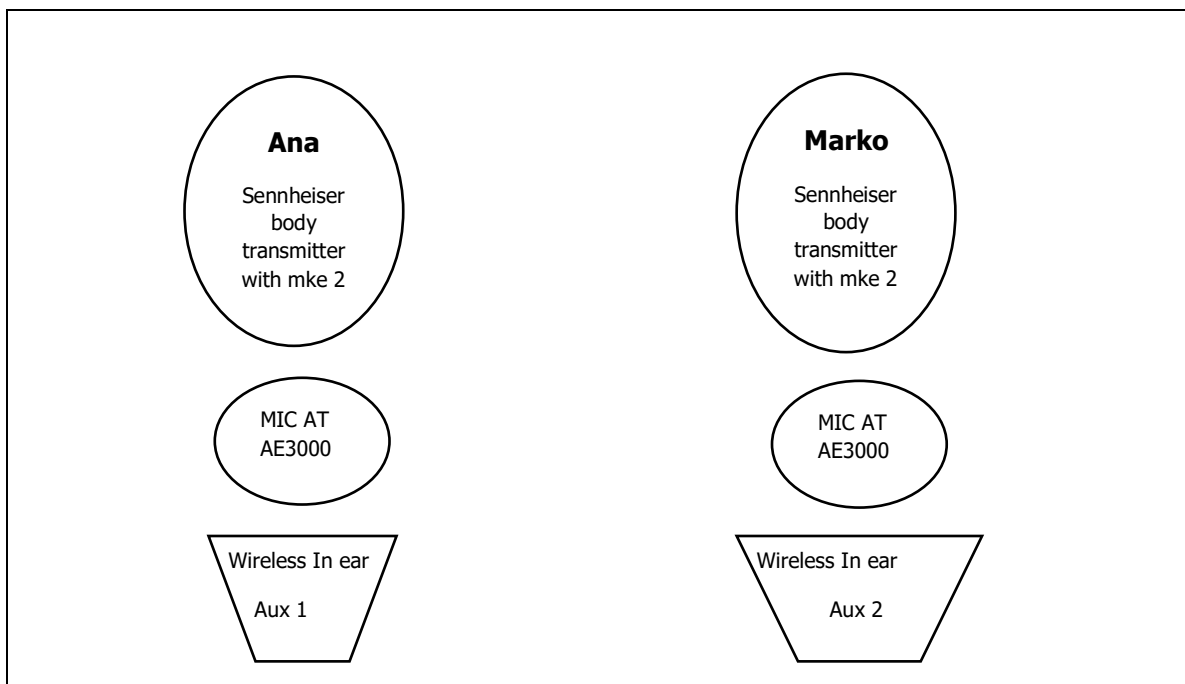 Ana
Sennheiser
body
transmitter
with mke 2
MIC AT
AE3000
Wireless In ear
Aux 1
Marko
Sennheiser
body
transmitter
with mke 2
MIC AT
AE3000
Wireless In ear
Aux 2